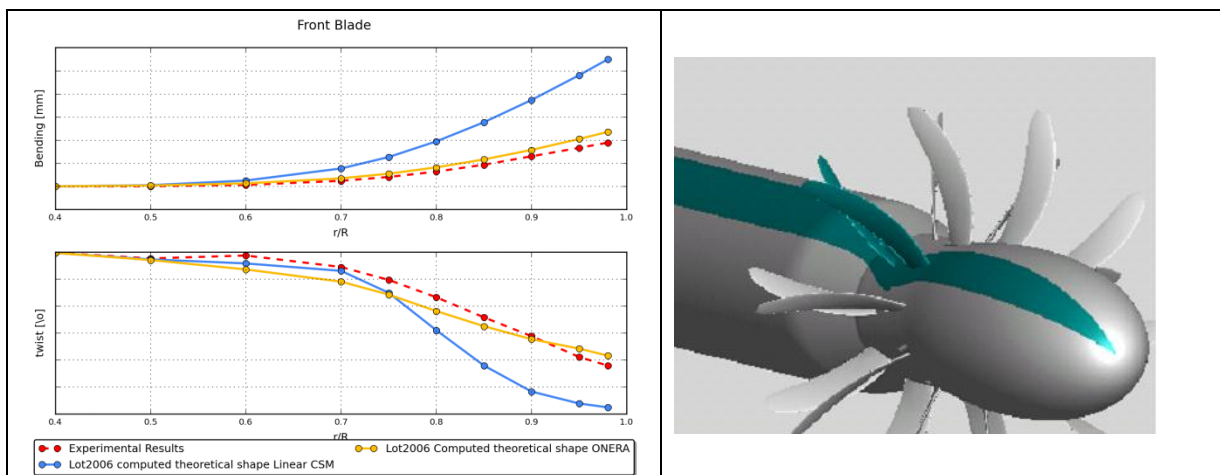 Front Blade
Bending [mm]
0.4 0.5 0.6 0.7 0.8 0.9 1.0
r/R
twist [\o]
0.4 0.5 0.6 0.7 0.8 0.9 1.0
r/R
Experimental Results
Lot2006 computed theoretical shape Linear CSM
Lot2006 Computed theoretical shape ONERA